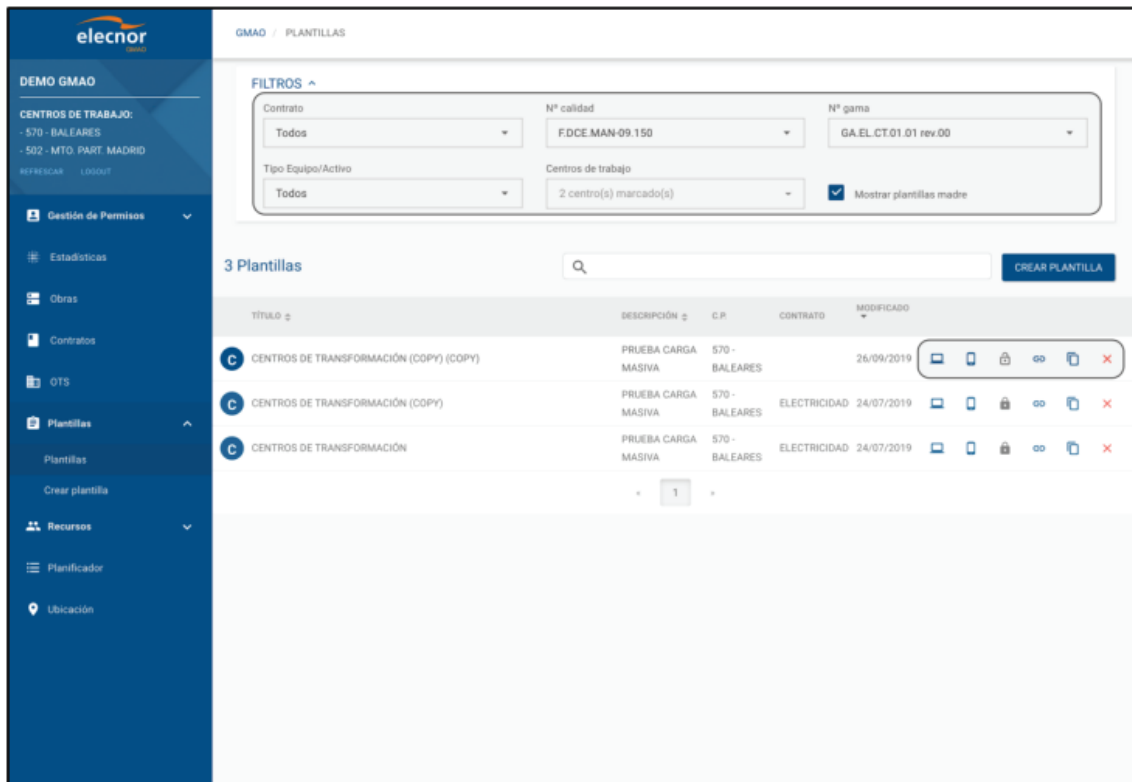 elecnor
GMAO
GMAO / PLANTILLAS
DEMO GMAO
CENTROS DE TRABAJO:
- 570 - BALEARES
- 502 - MTO. PART. MADRID
REFRESCAR LOGOUT
Gestión de Permisos
Estadísticas
Obras
Contratos
OTS
Plantillas
Plantillas
Crear plantilla
Recursos
Planificador
Ubicación
FILTROS
Contrato Nº calidad Nº gama
Todos F.DCE.MAN-09.150 GA.EL.CT.01.01 rev.00
Tipo Equipo/Activo Centros de trabajo
Todos 2 centro(s) marcado(s) Mostrar plantillas madre
3 Plantillas CREAR PLANTILLA
TÍTULO DESCRIPCIÓN C.P. CONTRATO MODIFICADO
C CENTROS DE TRANSFORMACIÓN (COPY) (COPY) PRUEBA CARGA MASIVA 570 - BALEARES 26/09/2019
C CENTROS DE TRANSFORMACIÓN (COPY) PRUEBA CARGA MASIVA 570 - BALEARES ELECTRICIDAD 24/07/2019
C CENTROS DE TRANSFORMACIÓN PRUEBA CARGA MASIVA 570 - BALEARES ELECTRICIDAD 24/07/2019
« 1 »